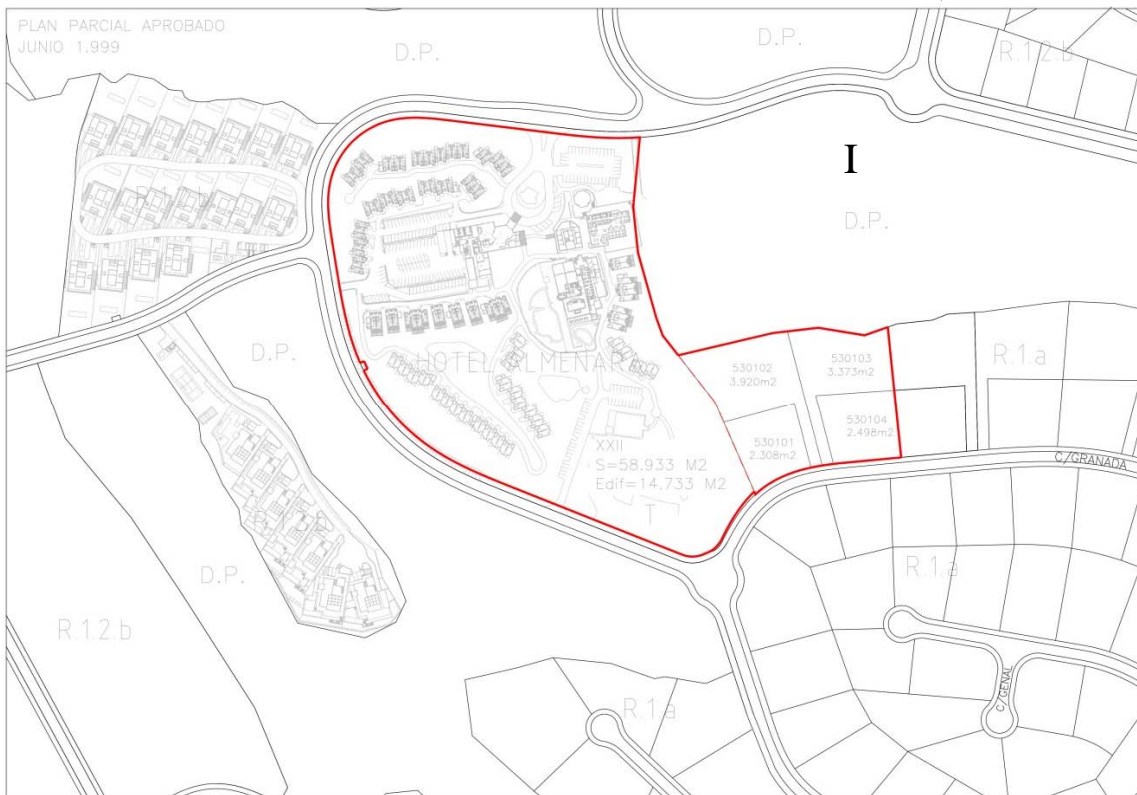 PLAN PARCIAL APROBADO
JUNIO 1.999
D.P.
D.P.
R.1.2.b
I
D.P.
D.P.
HOTEL ALMENARA
530102
3.920m2
530103
3.373m2
R.1a
530101
2.308m2
530104
2.498m2
XXII
S=58.933 M2
Edif=14,733 M2
T
C/GRANADA
D.P.
R.1.a
R.1.2.b
C/GENAL
R.1a